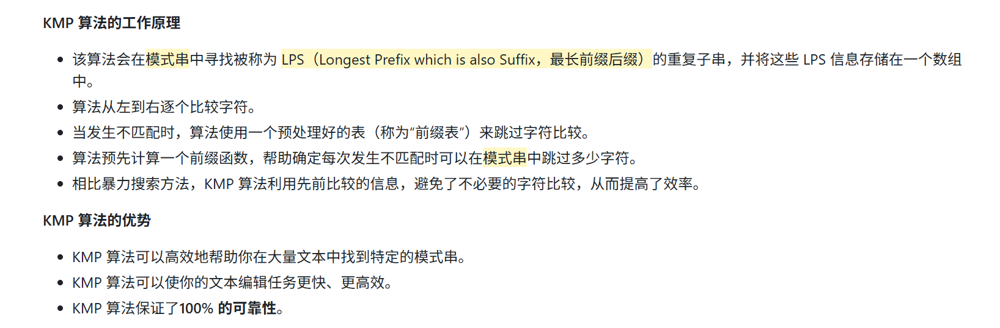 KMP 算法的工作原理
该算法会在模式串中寻找被称为 LPS（Longest Prefix which is also Suffix，最长前缀后缀）的重复子串，并将这些 LPS 信息存储在一个数组
中。
算法从左到右逐个比较字符。
当发生不匹配时，算法使用一个预处理好的表（称为“前缀表”）来跳过字符比较。
算法预先计算一个前缀函数，帮助确定每次发生不匹配时可以在模式串中跳过多少字符。
相比暴力搜索方法，KMP 算法利用先前比较的信息，避免了不必要的字符比较，从而提高了效率。
KMP 算法的优势
KMP 算法可以高效地帮助你在大量文本中找到特定的模式串。
KMP 算法可以使你的文本编辑任务更快、更高效。
KMP 算法保证了100% 的可靠性。